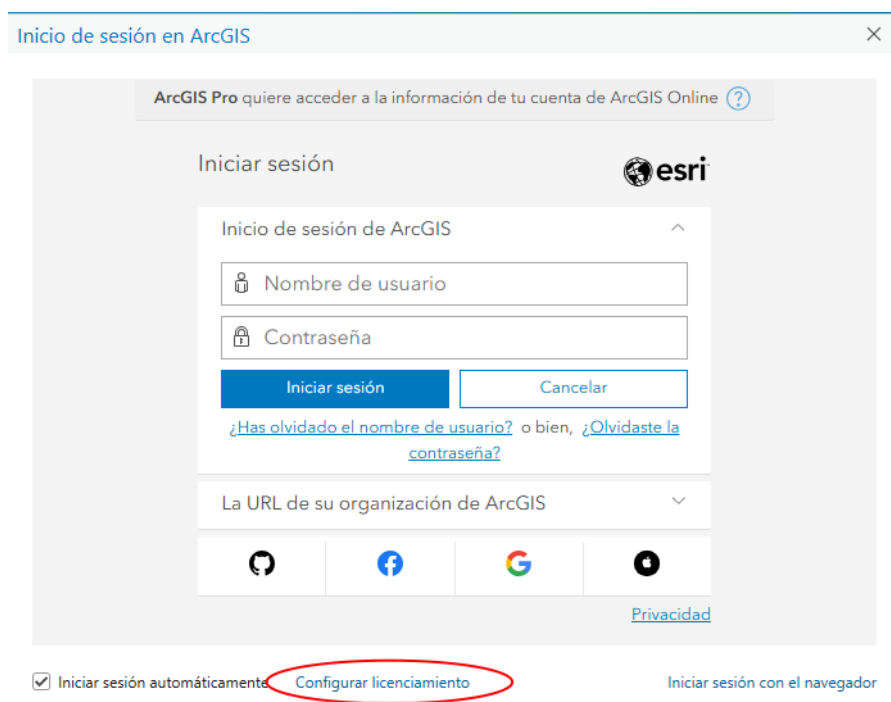 Inicio de sesión en ArcGIS
ArcGIS Pro quiere acceder a la información de tu cuenta de ArcGIS Online ?
Iniciar sesión
esri
Inicio de sesión de ArcGIS
Nombre de usuario
Contraseña
Iniciar sesión Cancelar
¿Has olvidado el nombre de usuario? o bien, ¿Olvidaste la
contraseña?
La URL de su organización de ArcGIS
G
Privacidad
Iniciar sesión automáticamente Configurar licenciamiento Iniciar sesión con el navegador